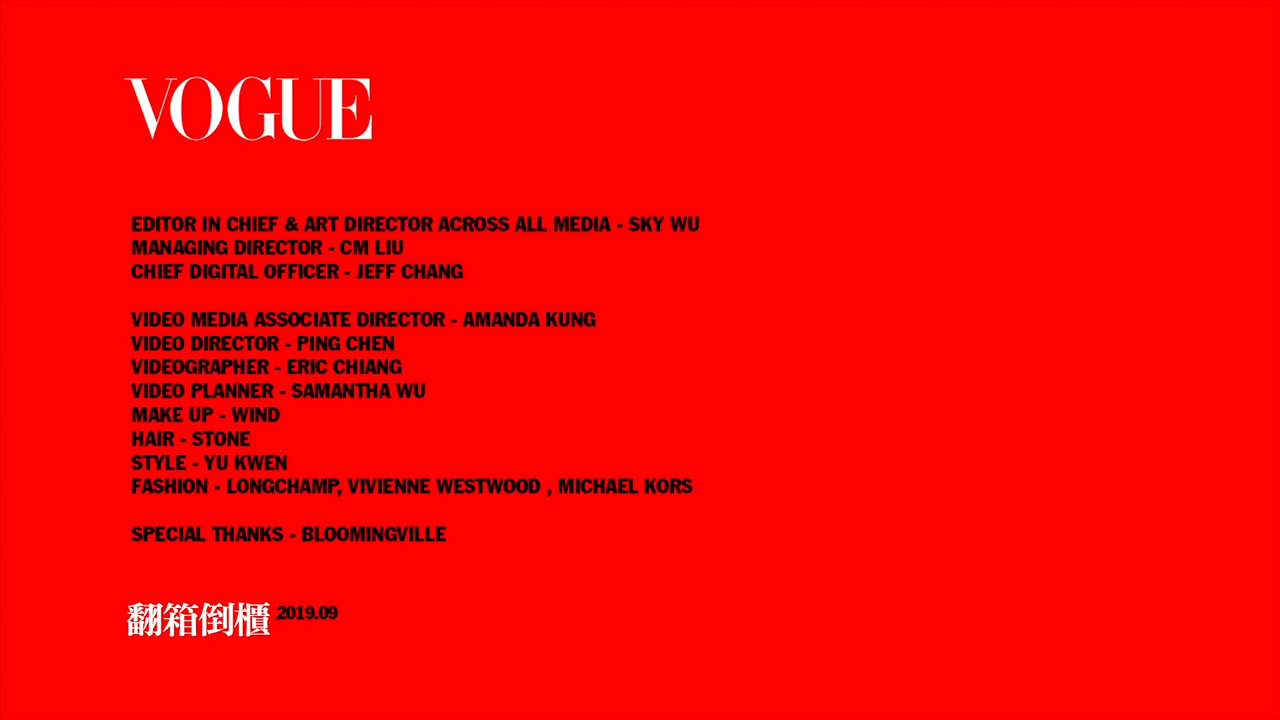 VOGUE
EDITOR IN CHIEF & ART DIRECTOR ACROSS ALL MEDIA - SKY WU
MANAGING DIRECTOR - CM LIU
CHIEF DIGITAL OFFICER - JEFF CHANG
VIDEO MEDIA ASSOCIATE DIRECTOR - AMANDA KUNG
VIDEO DIRECTOR - PING CHEN
VIDEOGRAPHER - ERIC CHIANG
VIDEO PLANNER - SAMANTHA WU
MAKE UP - WIND
HAIR - STONE
STYLE - YU KWEN
FASHION - LONGCHAMP, VIVIENNE WESTWOOD , MICHAEL KORS
SPECIAL THANKS - BLOOMINGVILLE
翻箱倒櫃 2019.09